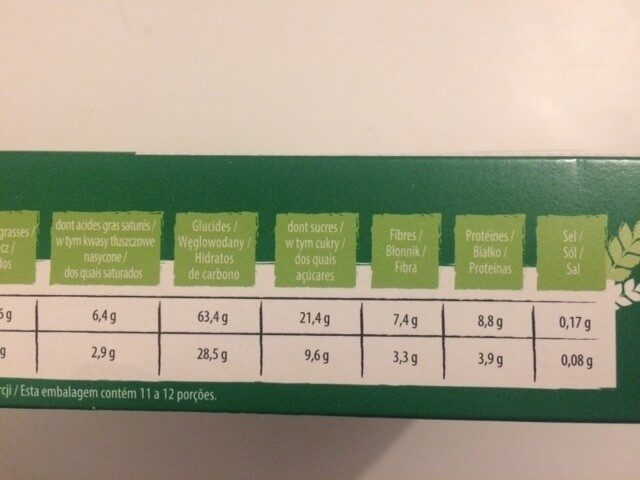 grasses /
cz /
dos
dont acides gras saturés /
w tym kwasy tłuszczowe
nasycone /
dos quais saturados
Glucides /
Węglowodany /
Hidratos
de carbono
dont sucres /
w tym cukry /
dos quais
açúcares
Fibres /
Błonnik /
Fibra
Protéines /
Białko /
Proteínas
Sel /
Sól /
Sal
6 g 6,4 g 63,4 g 21,4 g 7,4 g 8,8 g 0,17 g
g 2,9 g 28,5 g 9,6 g 3,3 g 3,9 g 0,08 g
rcji / Esta embalagem contém 11 a 12 porções.